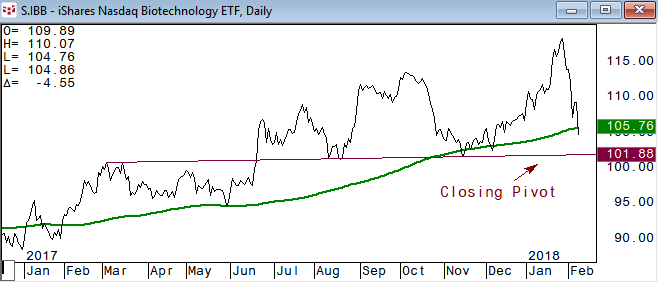 S.IBB - iShares Nasdaq Biotechnology ETF, Daily
O= 109.89
H= 110.07
L= 104.76
L= 104.86
Δ= -4.55
115.00
110.00
105.76
101.88
100.00
95.00
90.00
Closing Pivot
2017 2018
Jan Feb Mar Apr May Jun Jul Aug Sep Oct Nov Dec Jan Feb